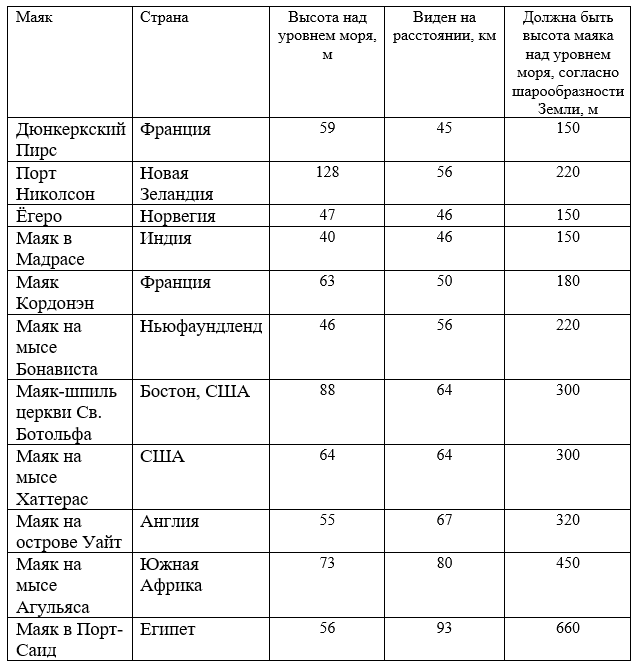 Маяк
Страна
Высота над
уровнем моря,
м
Виден на
расстоянии, км
Должна быть
высота маяка
над уровнем
моря, согласно
шарообразности
Земли, м
Дюнкеркский
Пирс
Франция
59
45
150
Порт
Николсон
Новая
Зеландия
128
56
220
Ёгеро
Норвегия
47
46
150
Маяк в
Мадрасе
Индия
40
46
150
Маяк
Кордонэн
Франция
63
50
180
Маяк на
мысе
Бонависта
Ньюфаундленд
46
56
220
Маяк-шпиль
церкви Св.
Ботольфа
Бостон, США
88
64
300
Маяк на
мысе
Хаттерас
США
64
64
300
Маяк на
острове Уайт
Англия
55
67
320
Маяк на
мысе
Агульяса
Южная
Африка
73
80
450
Маяк в Порт-
Саид
Египет
56
93
660